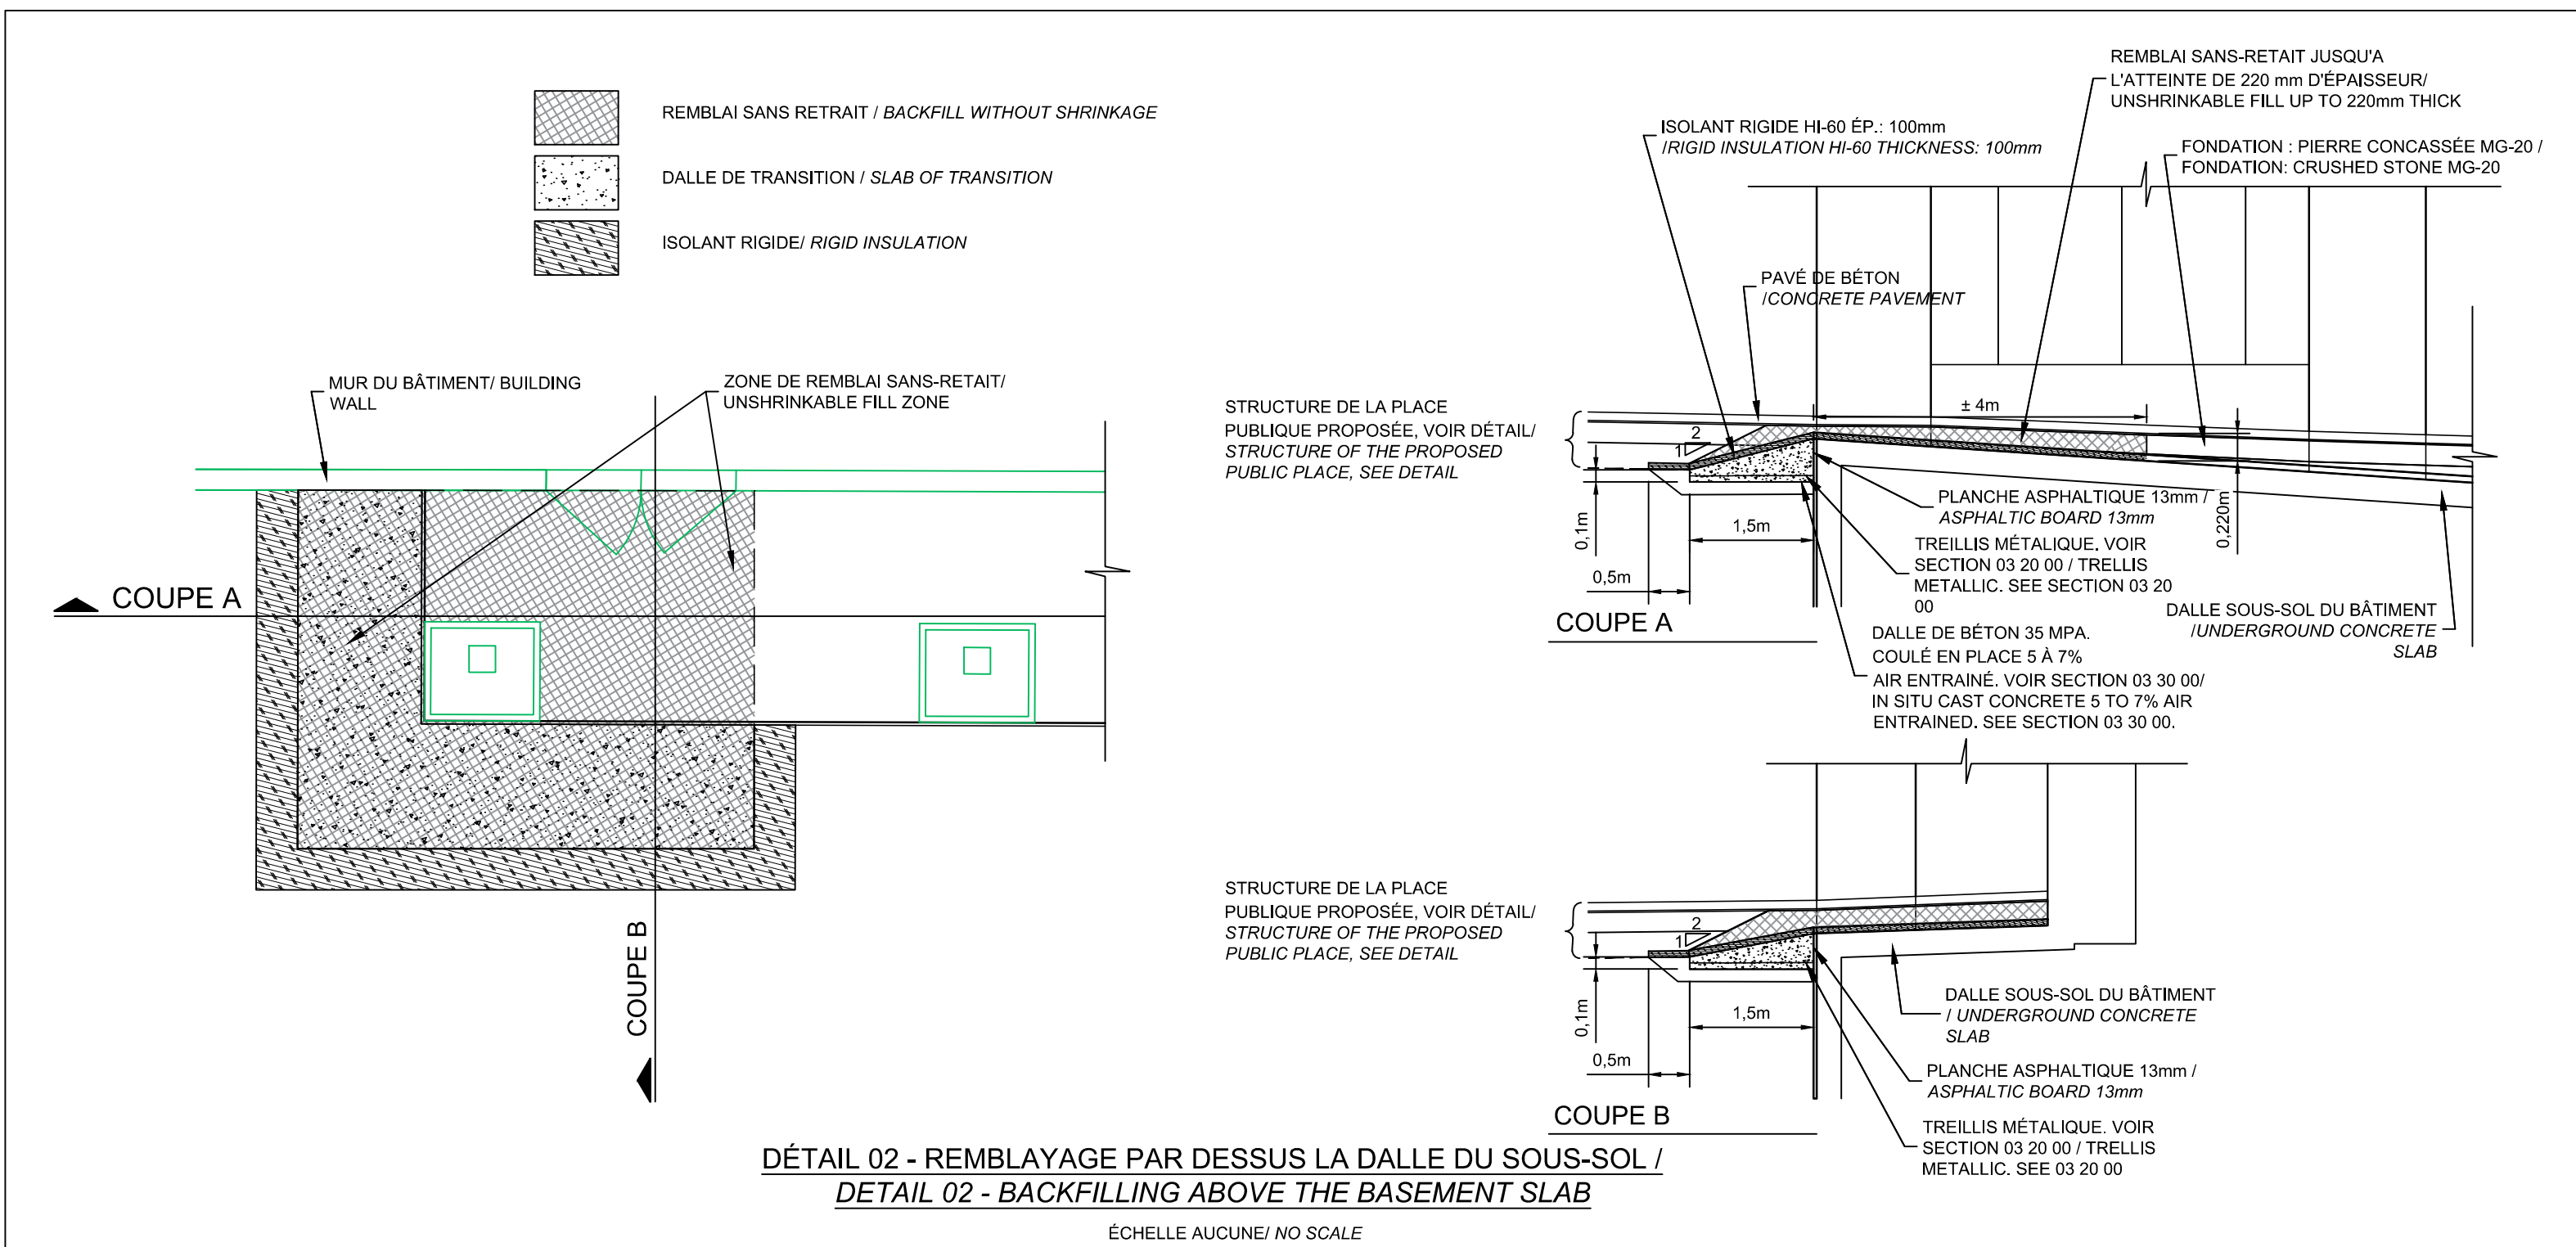 REMBLAI SANS RETRAIT / BACKFILL WITHOUT SHRINKAGE
DALLE DE TRANSITION / SLAB OF TRANSITION
ISOLANT RIGIDE/ RIGID INSULATION
MUR DU BÂTIMENT/ BUILDING
WALL
ZONE DE REMBLAI SANS-RETAIT/
UNSHRINKABLE FILL ZONE
COUPE A
COUPE B
REMBLAI SANS-RETAIT JUSQU'A
L'ATTEINTE DE 220 mm D'ÉPAISSEUR/
UNSHRINKABLE FILL UP TO 220mm THICK
ISOLANT RIGIDE HI-60 ÉP.: 100mm
/RIGID INSULATION HI-60 THICKNESS: 100mm
FONDATION : PIERRE CONCASSÉE MG-20 /
FONDATION: CRUSHED STONE MG-20
PAVÉ DE BÉTON
/CONCRETE PAVEMENT
STRUCTURE DE LA PLACE
PUBLIQUE PROPOSÉE, VOIR DÉTAIL/
STRUCTURE OF THE PROPOSED
PUBLIC PLACE, SEE DETAIL
± 4m
2
1
0,1m
1,5m
0,5m
0,220m
PLANCHE ASPHALTIQUE 13mm /
ASPHALTIC BOARD 13mm
TREILLIS MÉTALIQUE. VOIR
SECTION 03 20 00 / TRELLIS
METALLIC. SEE SECTION 03 20
00
DALLE SOUS-SOL DU BÂTIMENT
/UNDERGROUND CONCRETE
SLAB
DALLE DE BÉTON 35 MPA.
COULÉ EN PLACE 5 À 7%
AIR ENTRAINÉ. VOIR SECTION 03 30 00/
IN SITU CAST CONCRETE 5 TO 7% AIR
ENTRAINED. SEE SECTION 03 30 00.
COUPE A
STRUCTURE DE LA PLACE
PUBLIQUE PROPOSÉE, VOIR DÉTAIL/
STRUCTURE OF THE PROPOSED
PUBLIC PLACE, SEE DETAIL
2
1
0,1m
1,5m
0,5m
DALLE SOUS-SOL DU BÂTIMENT
/ UNDERGROUND CONCRETE
SLAB
PLANCHE ASPHALTIQUE 13mm /
ASPHALTIC BOARD 13mm
TREILLIS MÉTALIQUE. VOIR
SECTION 03 20 00 / TRELLIS
METALLIC. SEE 03 20 00
COUPE B
DÉTAIL 02 - REMBLAYAGE PAR DESSUS LA DALLE DU SOUS-SOL /
DETAIL 02 - BACKFILLING ABOVE THE BASEMENT SLAB
ÉCHELLE AUCUNE/ NO SCALE